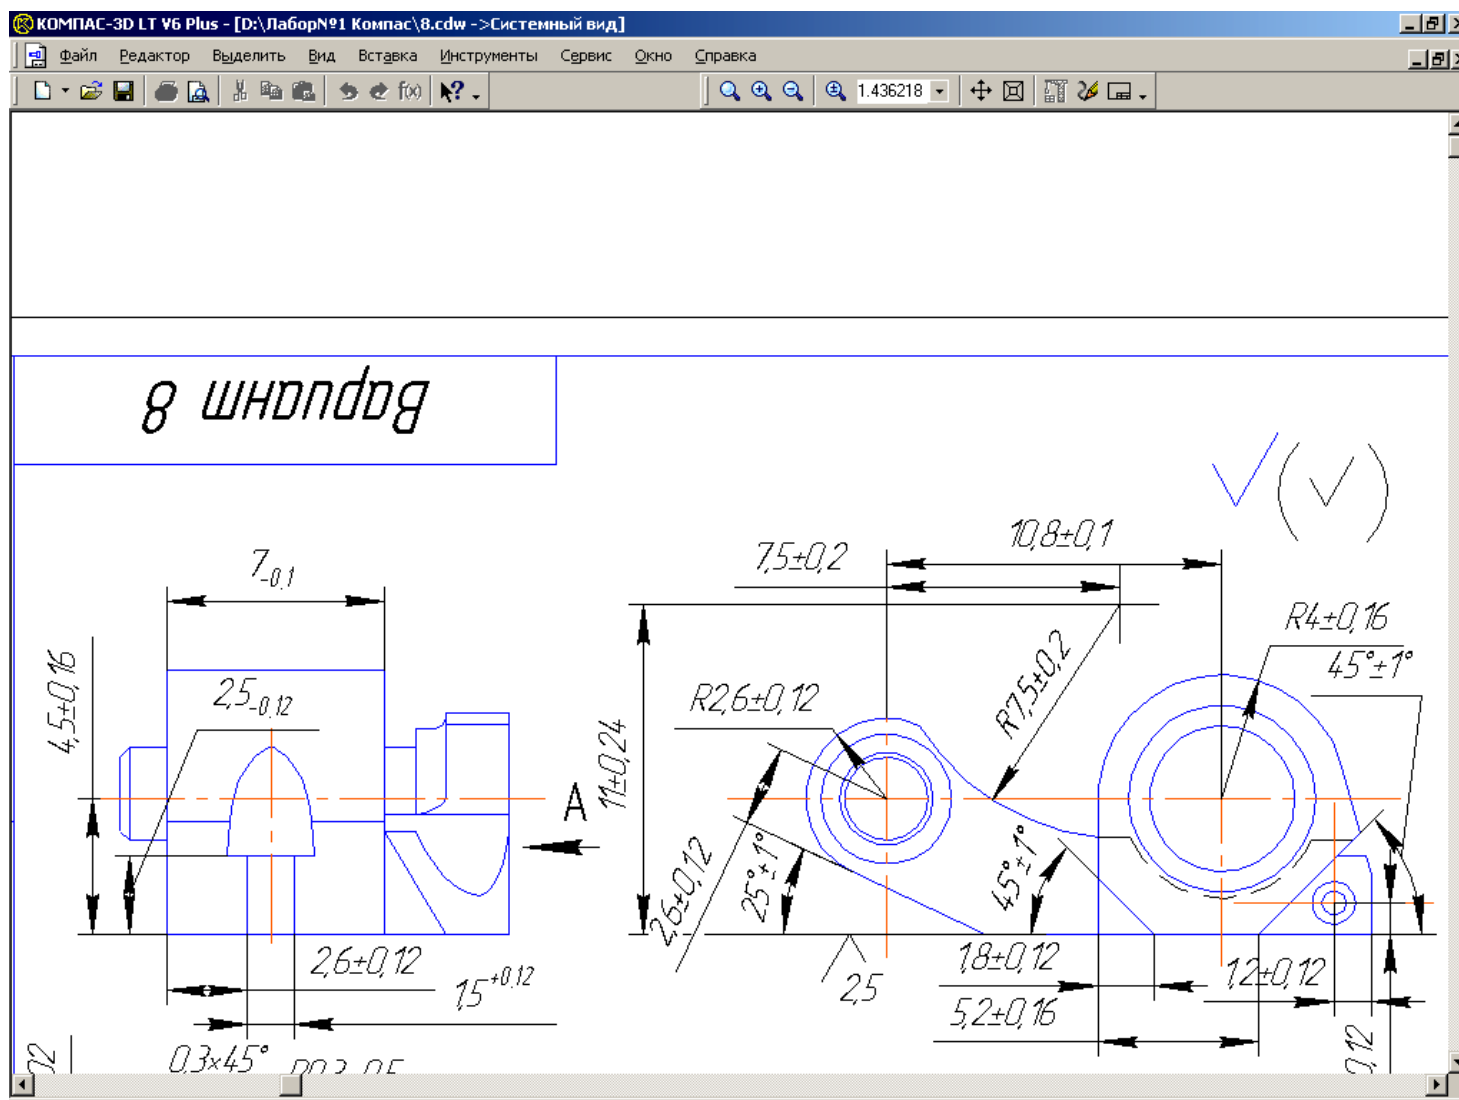 КОМПАС-3D LT V6 Plus - [D:\ЛаборN№1 Компас\8.cdw ->Системный вид]
Файл Редактор Выделить Вид Вставка Инструменты Сервис Окно Справка
f(x) 1.436218
Вариант 8
10,8±0,1
7,5±0,2
7-0,1
R4±0,16
45°±1°
4,5±0,16
2,5-0,12
R2,6±0,12
R7,5±0,2
11±0,24
А
2,6±0,12
25°±1°
45°±1°
2,6±0,12
1,5+0,12
2,5
1,8±0,12
1,2±0,12
5,2±0,16
0,3×45°